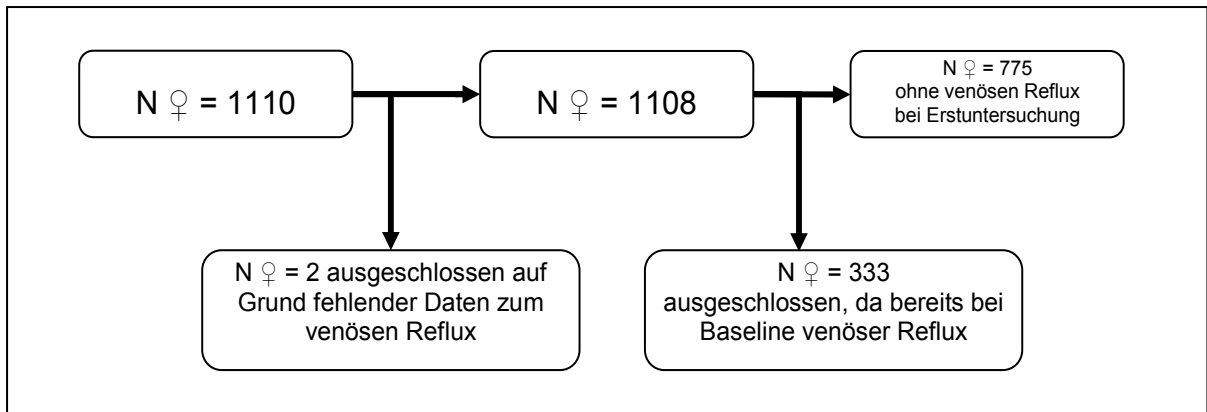 N ♀ = 1110
N ♀ = 1108
N ♀ = 775
ohne venösen Reflux
bei Erstuntersuchung
N ♀ = 2 ausgeschlossen auf
Grund fehlender Daten zum
venösen Reflux
N ♀ = 333
ausgeschlossen, da bereits bei
Baseline venöser Reflux